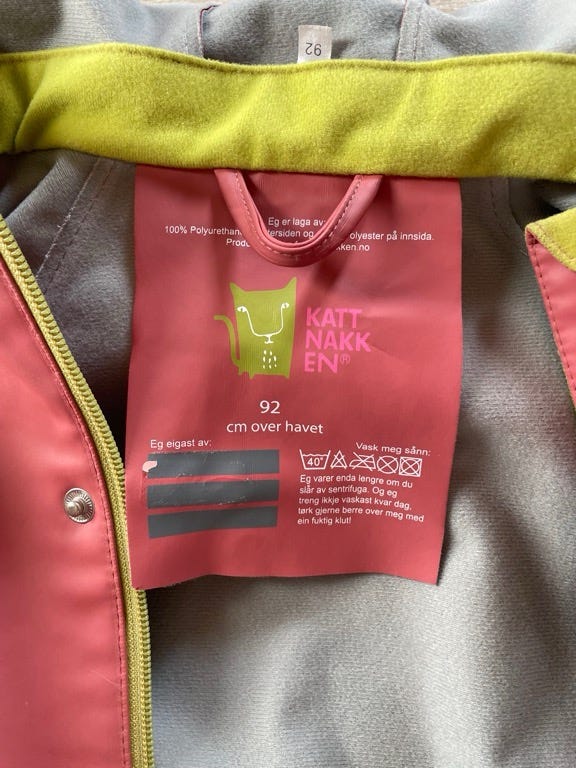 92
Eg er laga av:
100% Polyurethan tersiden og olyester på innsida.
Prod kken.no
KATT
NAKK
EN®
92
cm over havet
Eg eigast av:
Vask meg sånn:
40°
Eg varer enda lengre om du
slår av sentrifuga. Og eg
treng ikkje vaskast kvar dag,
tørk gjerne berre over meg med
ein fuktig klut!